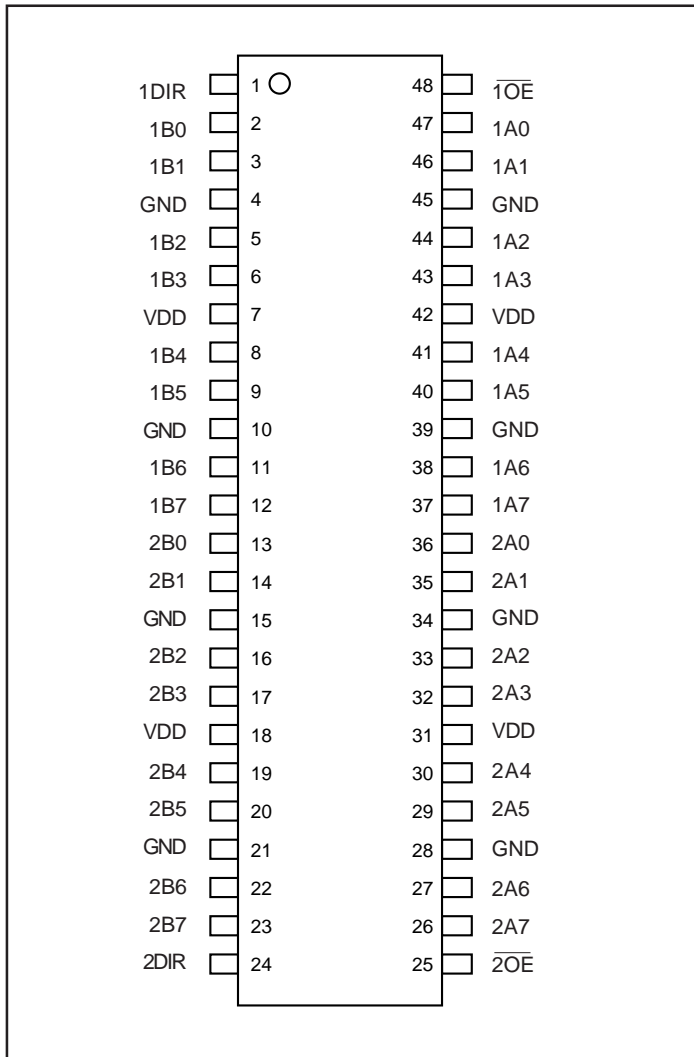 1DIR 1 48 1OE
1B0 2 47 1A0
1B1 3 46 1A1
GND 4 45 GND
1B2 5 44 1A2
1B3 6 43 1A3
VDD 7 42 VDD
1B4 8 41 1A4
1B5 9 40 1A5
GND 10 39 GND
1B6 11 38 1A6
1B7 12 37 1A7
2B0 13 36 2A0
2B1 14 35 2A1
GND 15 34 GND
2B2 16 33 2A2
2B3 17 32 2A3
VDD 18 31 VDD
2B4 19 30 2A4
2B5 20 29 2A5
GND 21 28 GND
2B6 22 27 2A6
2B7 23 26 2A7
2DIR 24 25 2OE